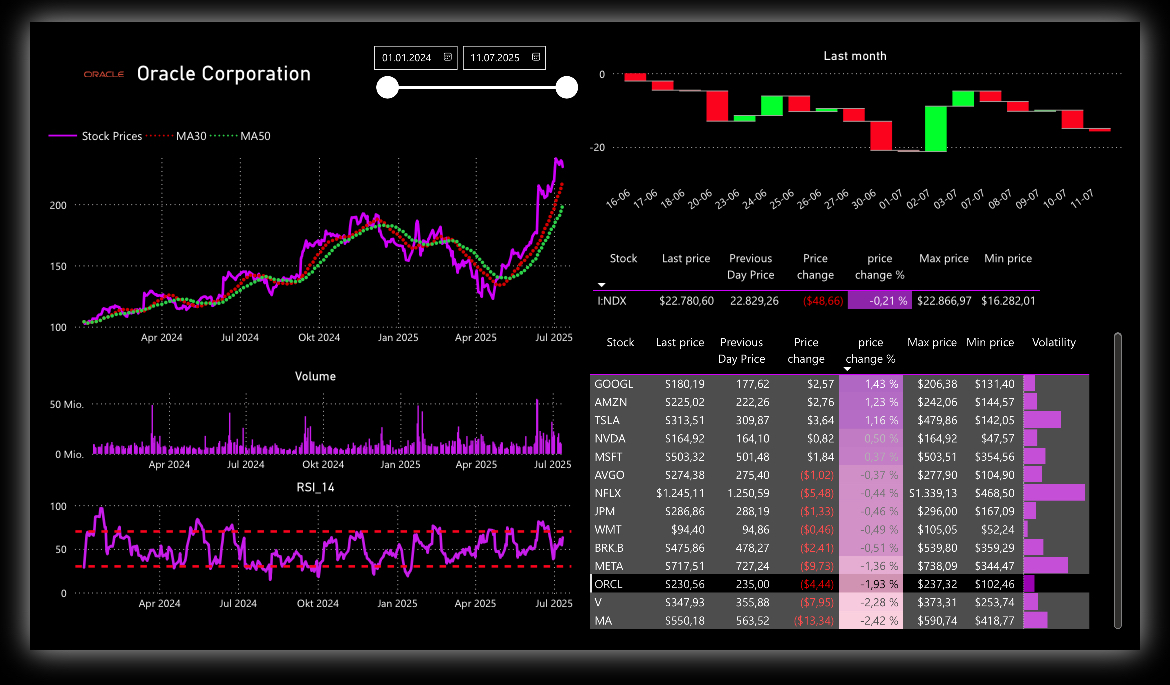 ORACLE Oracle Corporation
01.01.2024 11.07.2025
Stock Prices MA30 MA50
200
150
100
Apr 2024 Jul 2024 Okt 2024 Jan 2025 Apr 2025 Jul 2025
Volume
50 Mio.
0 Mio.
Apr 2024 Jul 2024 Okt 2024 Jan 2025 Apr 2025 Jul 2025
RSI_14
100
50
0
Apr 2024 Jul 2024 Okt 2024 Jan 2025 Apr 2025 Jul 2025
Last month
0
-20
16-06 17-06 18-06 20-06 23-06 24-06 25-06 26-06 27-06 30-06 01-07 02-07 03-07 07-07 08-07 09-07 10-07 11-07
Stock Last price Previous Day Price Price change price change % Max price Min price
I:NDX $22.780,60 22.829,26 ($48,66) -0,21 % $22.866,97 $16.282,01
Stock Last price Previous Day Price Price change price change % Max price Min price Volatility
GOOGL $180,19 177,62 $2,57 1,43 % $206,38 $131,40
AMZN $225,02 222,26 $2,76 1,23 % $242,06 $144,57
TSLA $313,51 309,87 $3,64 1,16 % $479,86 $142,05
NVDA $164,92 164,10 $0,82 0,50 % $164,92 $47,57
MSFT $503,32 501,48 $1,84 0,37 % $503,51 $354,56
AVGO $274,38 275,40 ($1,02) -0,37 % $277,90 $104,90
NFLX $1.245,11 1.250,59 ($5,48) -0,44 % $1.339,13 $468,50
JPM $286,86 288,19 ($1,33) -0,46 % $296,00 $167,09
WMT $94,40 94,86 ($0,46) -0,49 % $105,05 $52,24
BRK.B $475,86 478,27 ($2,41) -0,51 % $539,80 $359,29
META $717,51 727,24 ($9,73) -1,36 % $738,09 $344,47
ORCL $230,56 235,00 ($4,44) -1,93 % $237,32 $102,46
V $347,93 355,88 ($7,95) -2,28 % $373,31 $253,74
MA $550,18 563,52 ($13,34) -2,42 % $590,74 $418,77